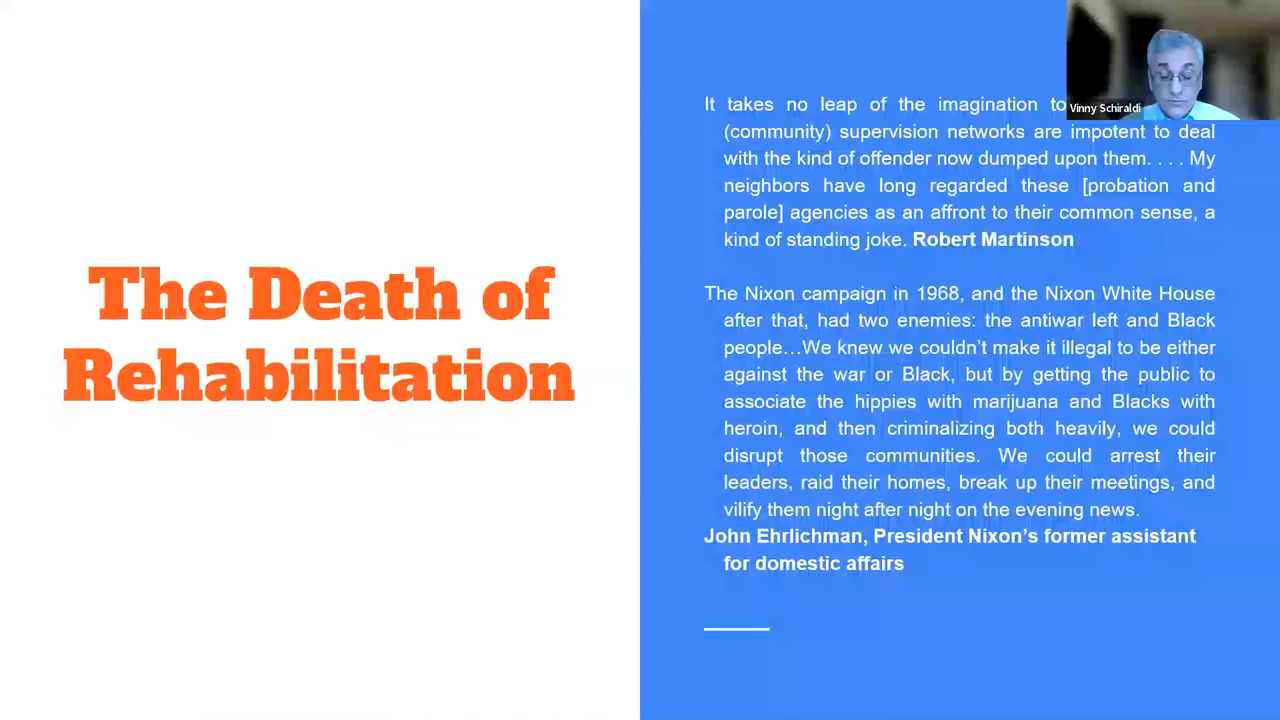 The Death of
Rehabilitation
Vinny Schiraldi
It takes no leap of the imagination to
(community) supervision networks are impotent to deal
with the kind of offender now dumped upon them. . . . My
neighbors have long regarded these [probation and
parole] agencies as an affront to their common sense, a
kind of standing joke. Robert Martinson
The Nixon campaign in 1968, and the Nixon White House
after that, had two enemies: the antiwar left and Black
people…We knew we couldn’t make it illegal to be either
against the war or Black, but by getting the public to
associate the hippies with marijuana and Blacks with
heroin, and then criminalizing both heavily, we could
disrupt those communities. We could arrest their
leaders, raid their homes, break up their meetings, and
vilify them night after night on the evening news.
John Ehrlichman, President Nixon’s former assistant
for domestic affairs